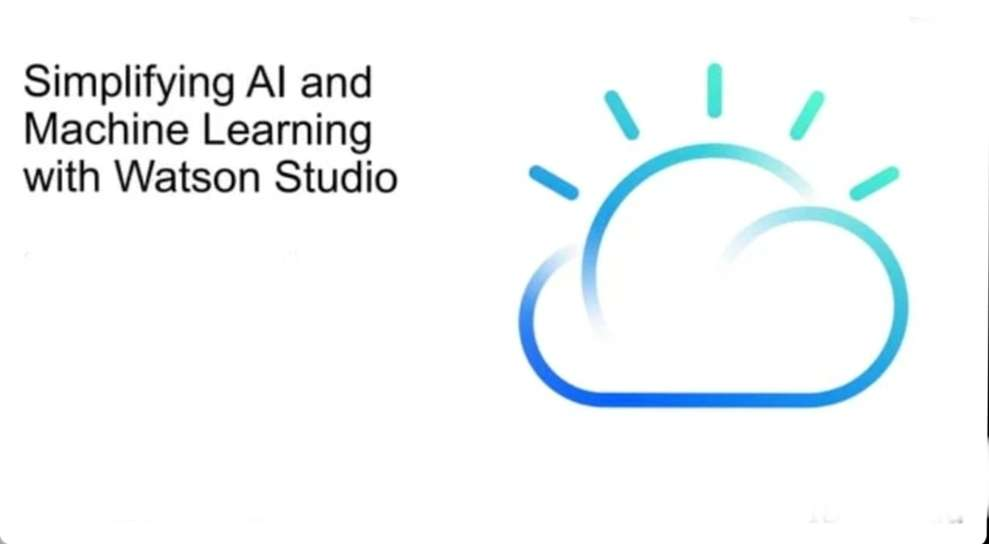 Simplifying AI and
Machine Learning
with Watson Studio